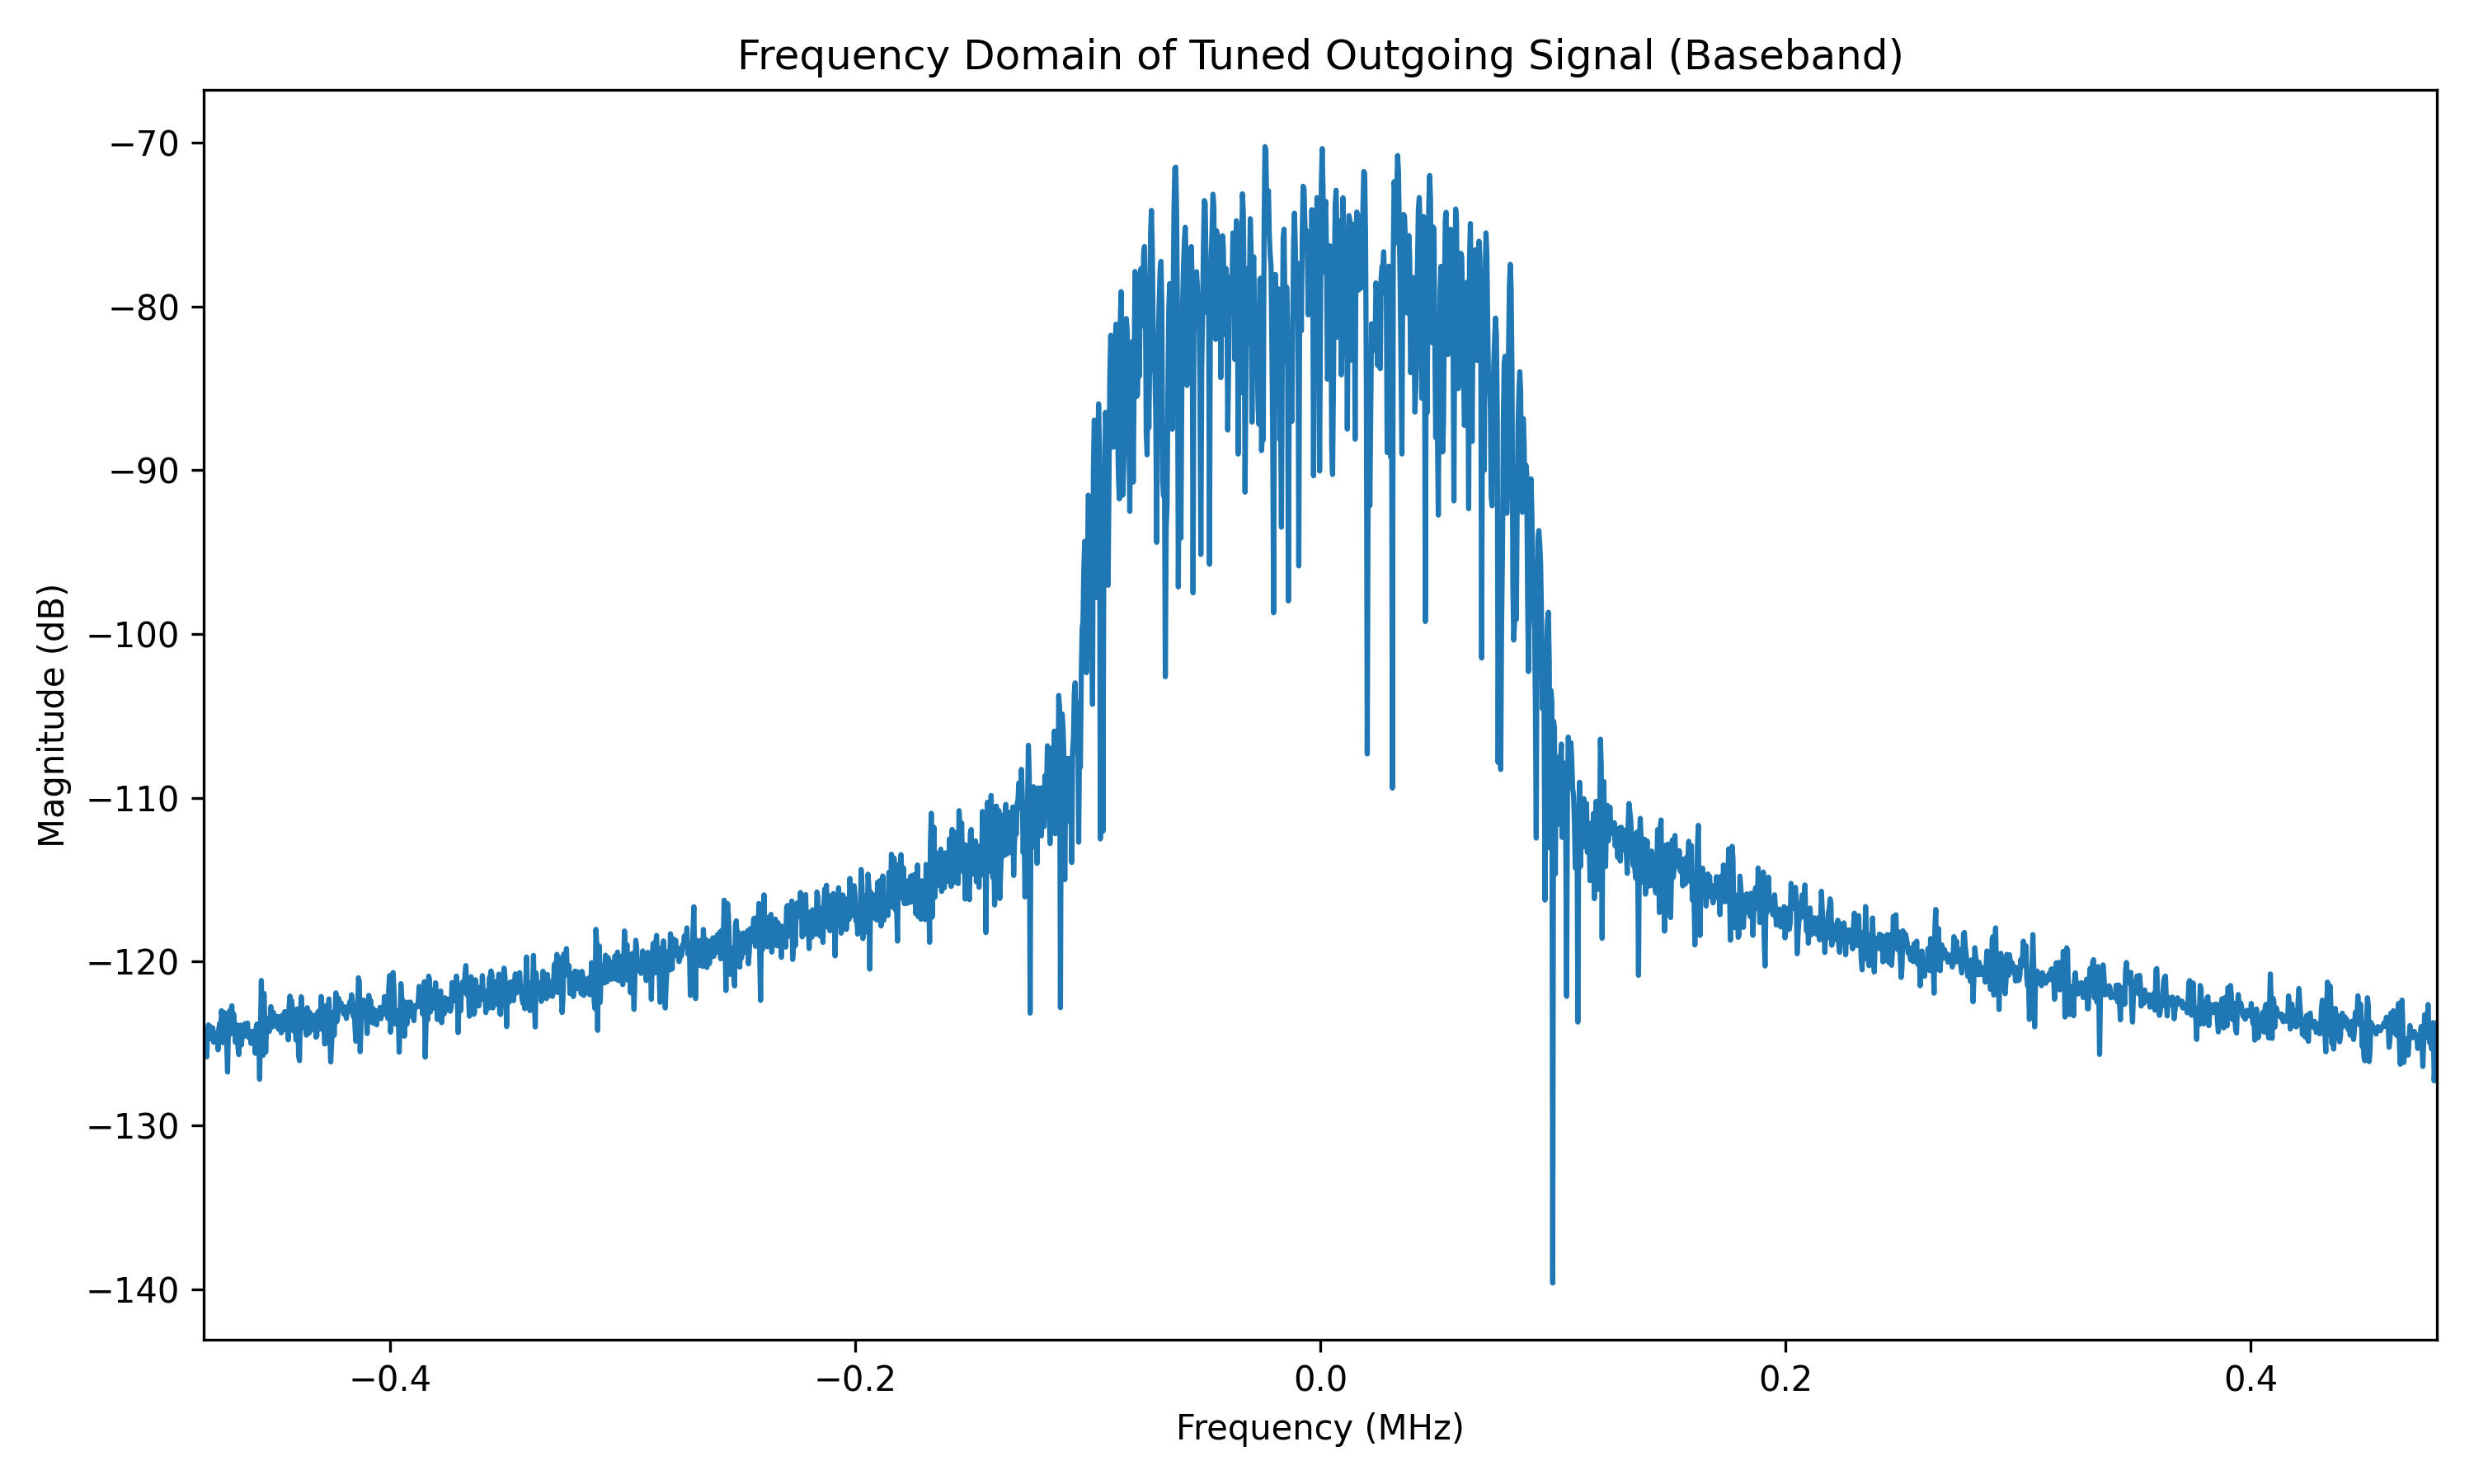 Frequency Domain of Tuned Outgoing Signal (Baseband)
−70
−80
−90
−100
−110
−120
−130
−140
Magnitude (dB)
−0.4 −0.2 0.0 0.2 0.4
Frequency (MHz)